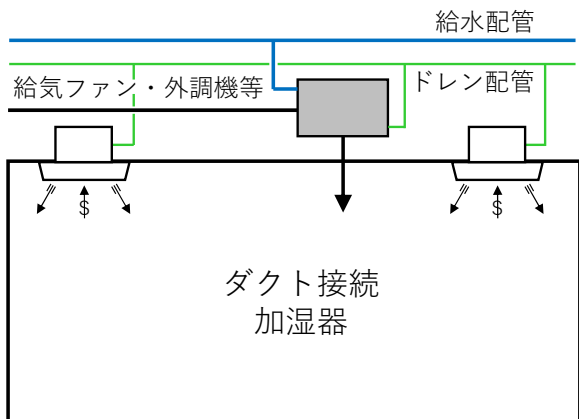 給水配管
給気ファン・外調機等
ドレン配管
$
$
ダクト接続
加湿器